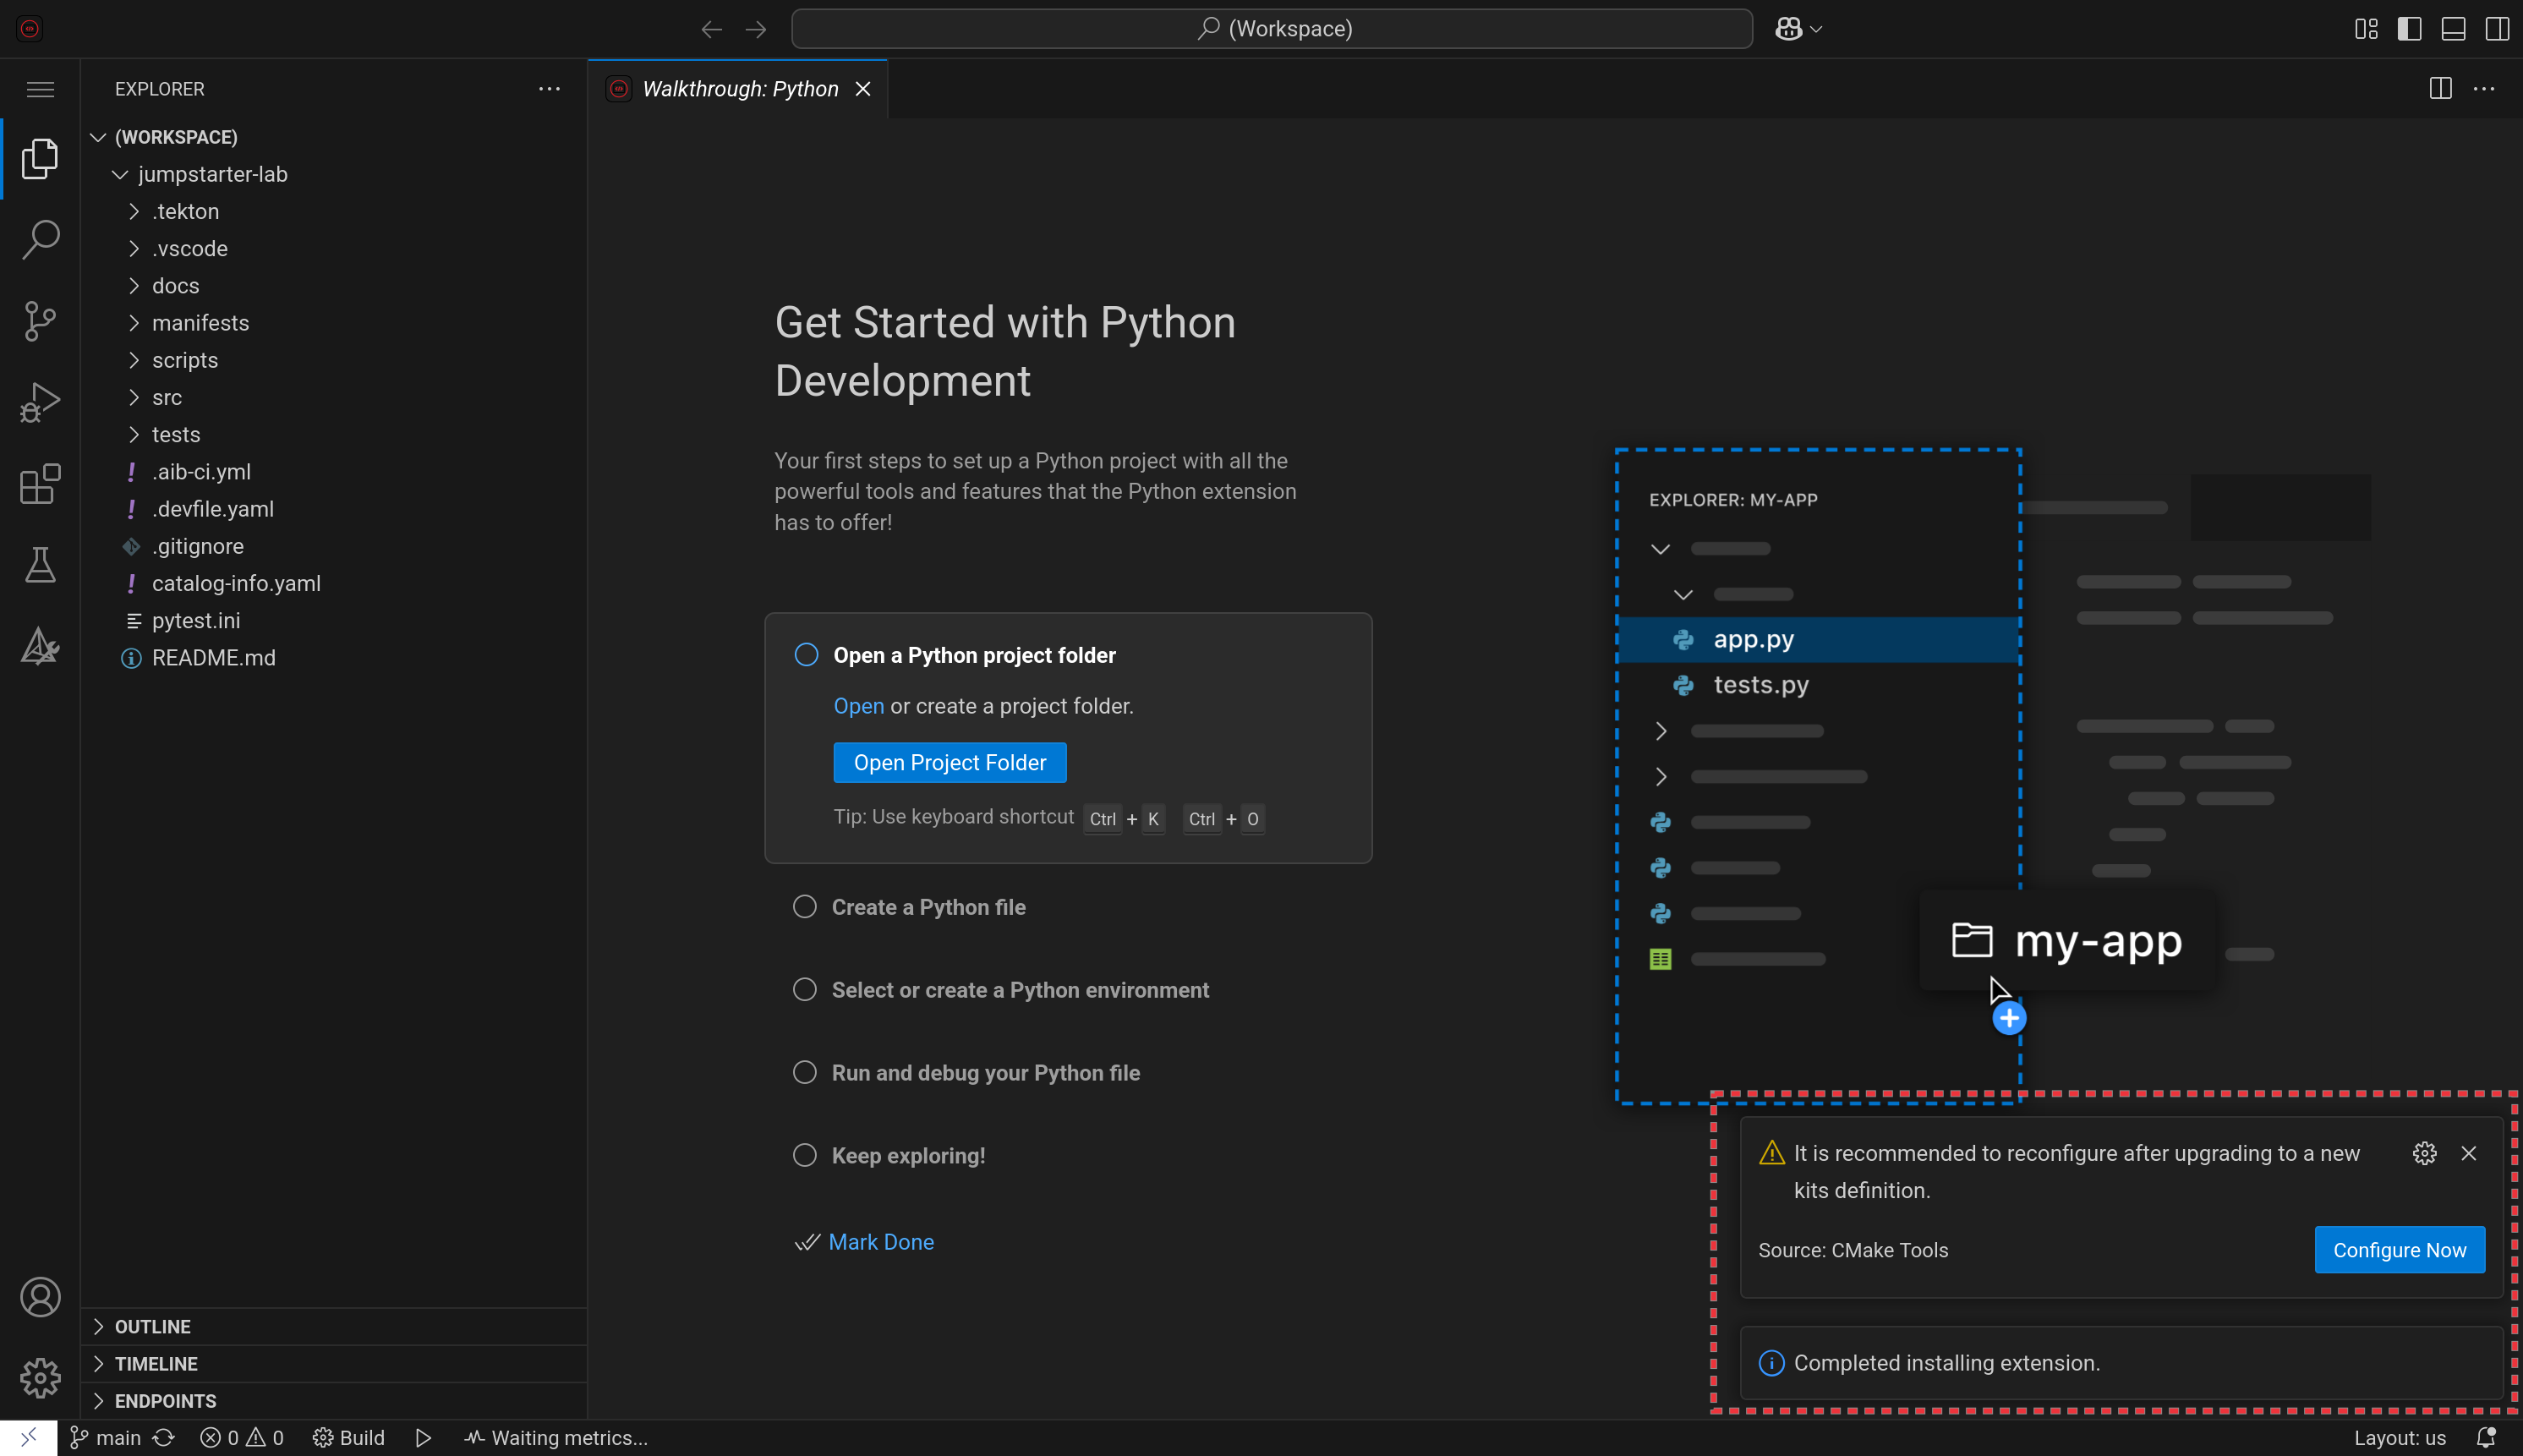 (Workspace)
EXPLORER
Walkthrough: Python
(WORKSPACE)
jumpstarter-lab
.tekton
.vscode
docs
manifests
scripts
src
tests
! .aib-ci.yml
! .devfile.yaml
.gitignore
! catalog-info.yaml
pytest.ini
README.md
OUTLINE
TIMELINE
ENDPOINTS
Get Started with Python
Development
Your first steps to set up a Python project with all the
powerful tools and features that the Python extension
has to offer!
Open a Python project folder
Open or create a project folder.
Open Project Folder
Tip: Use keyboard shortcut Ctrl + K Ctrl + O
Create a Python file
Select or create a Python environment
Run and debug your Python file
Keep exploring!
Mark Done
EXPLORER: MY-APP
app.py
tests.py
my-app
It is recommended to reconfigure after upgrading to a new
kits definition.
Source: CMake Tools
Configure Now
Completed installing extension.
main 0 0 Build Waiting metrics... Layout: us